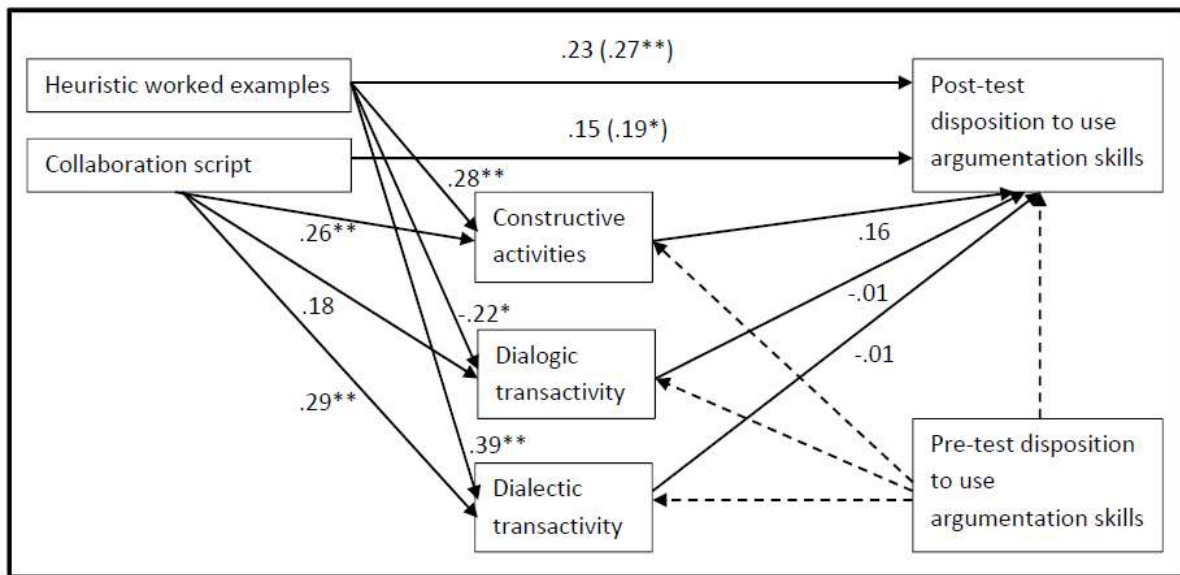 .23 (.27**)
Heuristic worked examples
Post-test
disposition to use
argumentation skills
.15 (.19*)
Collaboration script
.28**
Constructive
activities
.26**
.16
.18
-.22*
-.01
Dialogic
transactivity
-.01
.29**
.39**
Dialectic
transactivity
Pre-test disposition
to use
argumentation skills